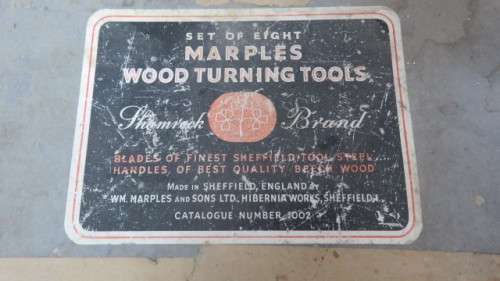 SET OF EIGHT
MARPLES
WOOD TURNING TOOLS
Shamrock Brand
BLADES OF FINEST SHEFFIELD TOOL STEEL
HANDLES OF BEST QUALITY BEECH WOOD
MADE IN SHEFFIELD, ENGLAND BY
WM. MARPLES AND SONS LTD. HIBERNIA WORKS, SHEFFIELD.1
CATALOGUE NUMBER 1002